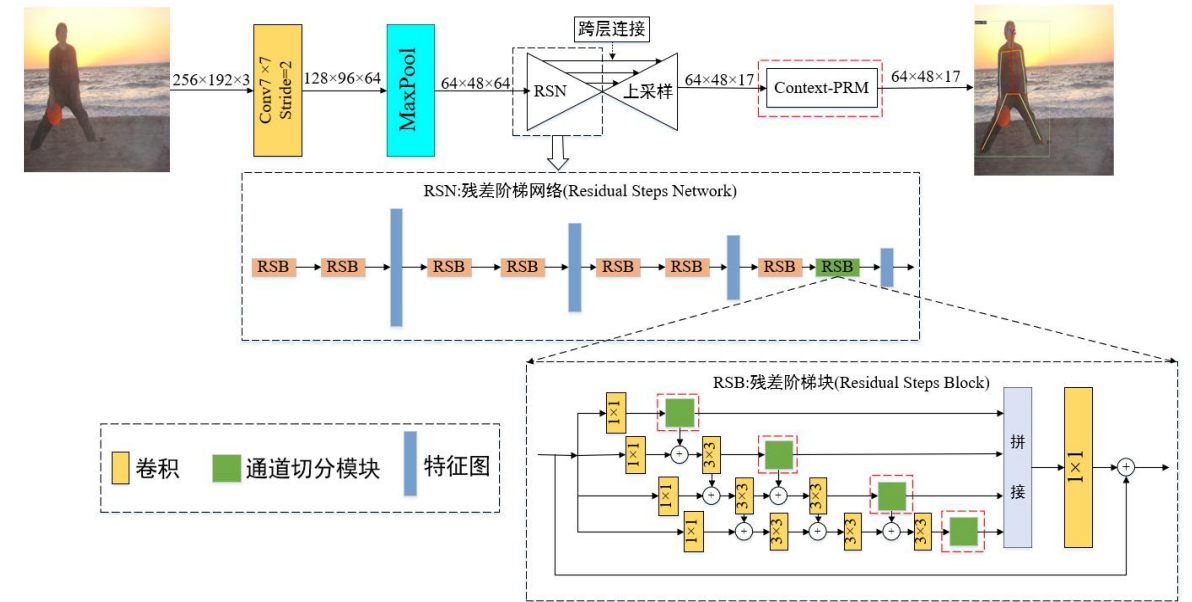 跨层连接
256×192×3
Conv7 ×7
Stride=2
128×96×64
MaxPool
64×48×64
RSN
上采样
64×48×17
Context-PRM
64×48×17
RSN:残差阶梯网络(Residual Steps Network)
RSB
RSB
RSB
RSB
RSB
RSB
RSB
RSB
RSB:残差阶梯块(Residual Steps Block)
1×1
1×1
3×3
1×1
3×3
3×3
1×1
3×3
3×3
3×3
拼
接
1×1
卷积
通道切分模块
特征图